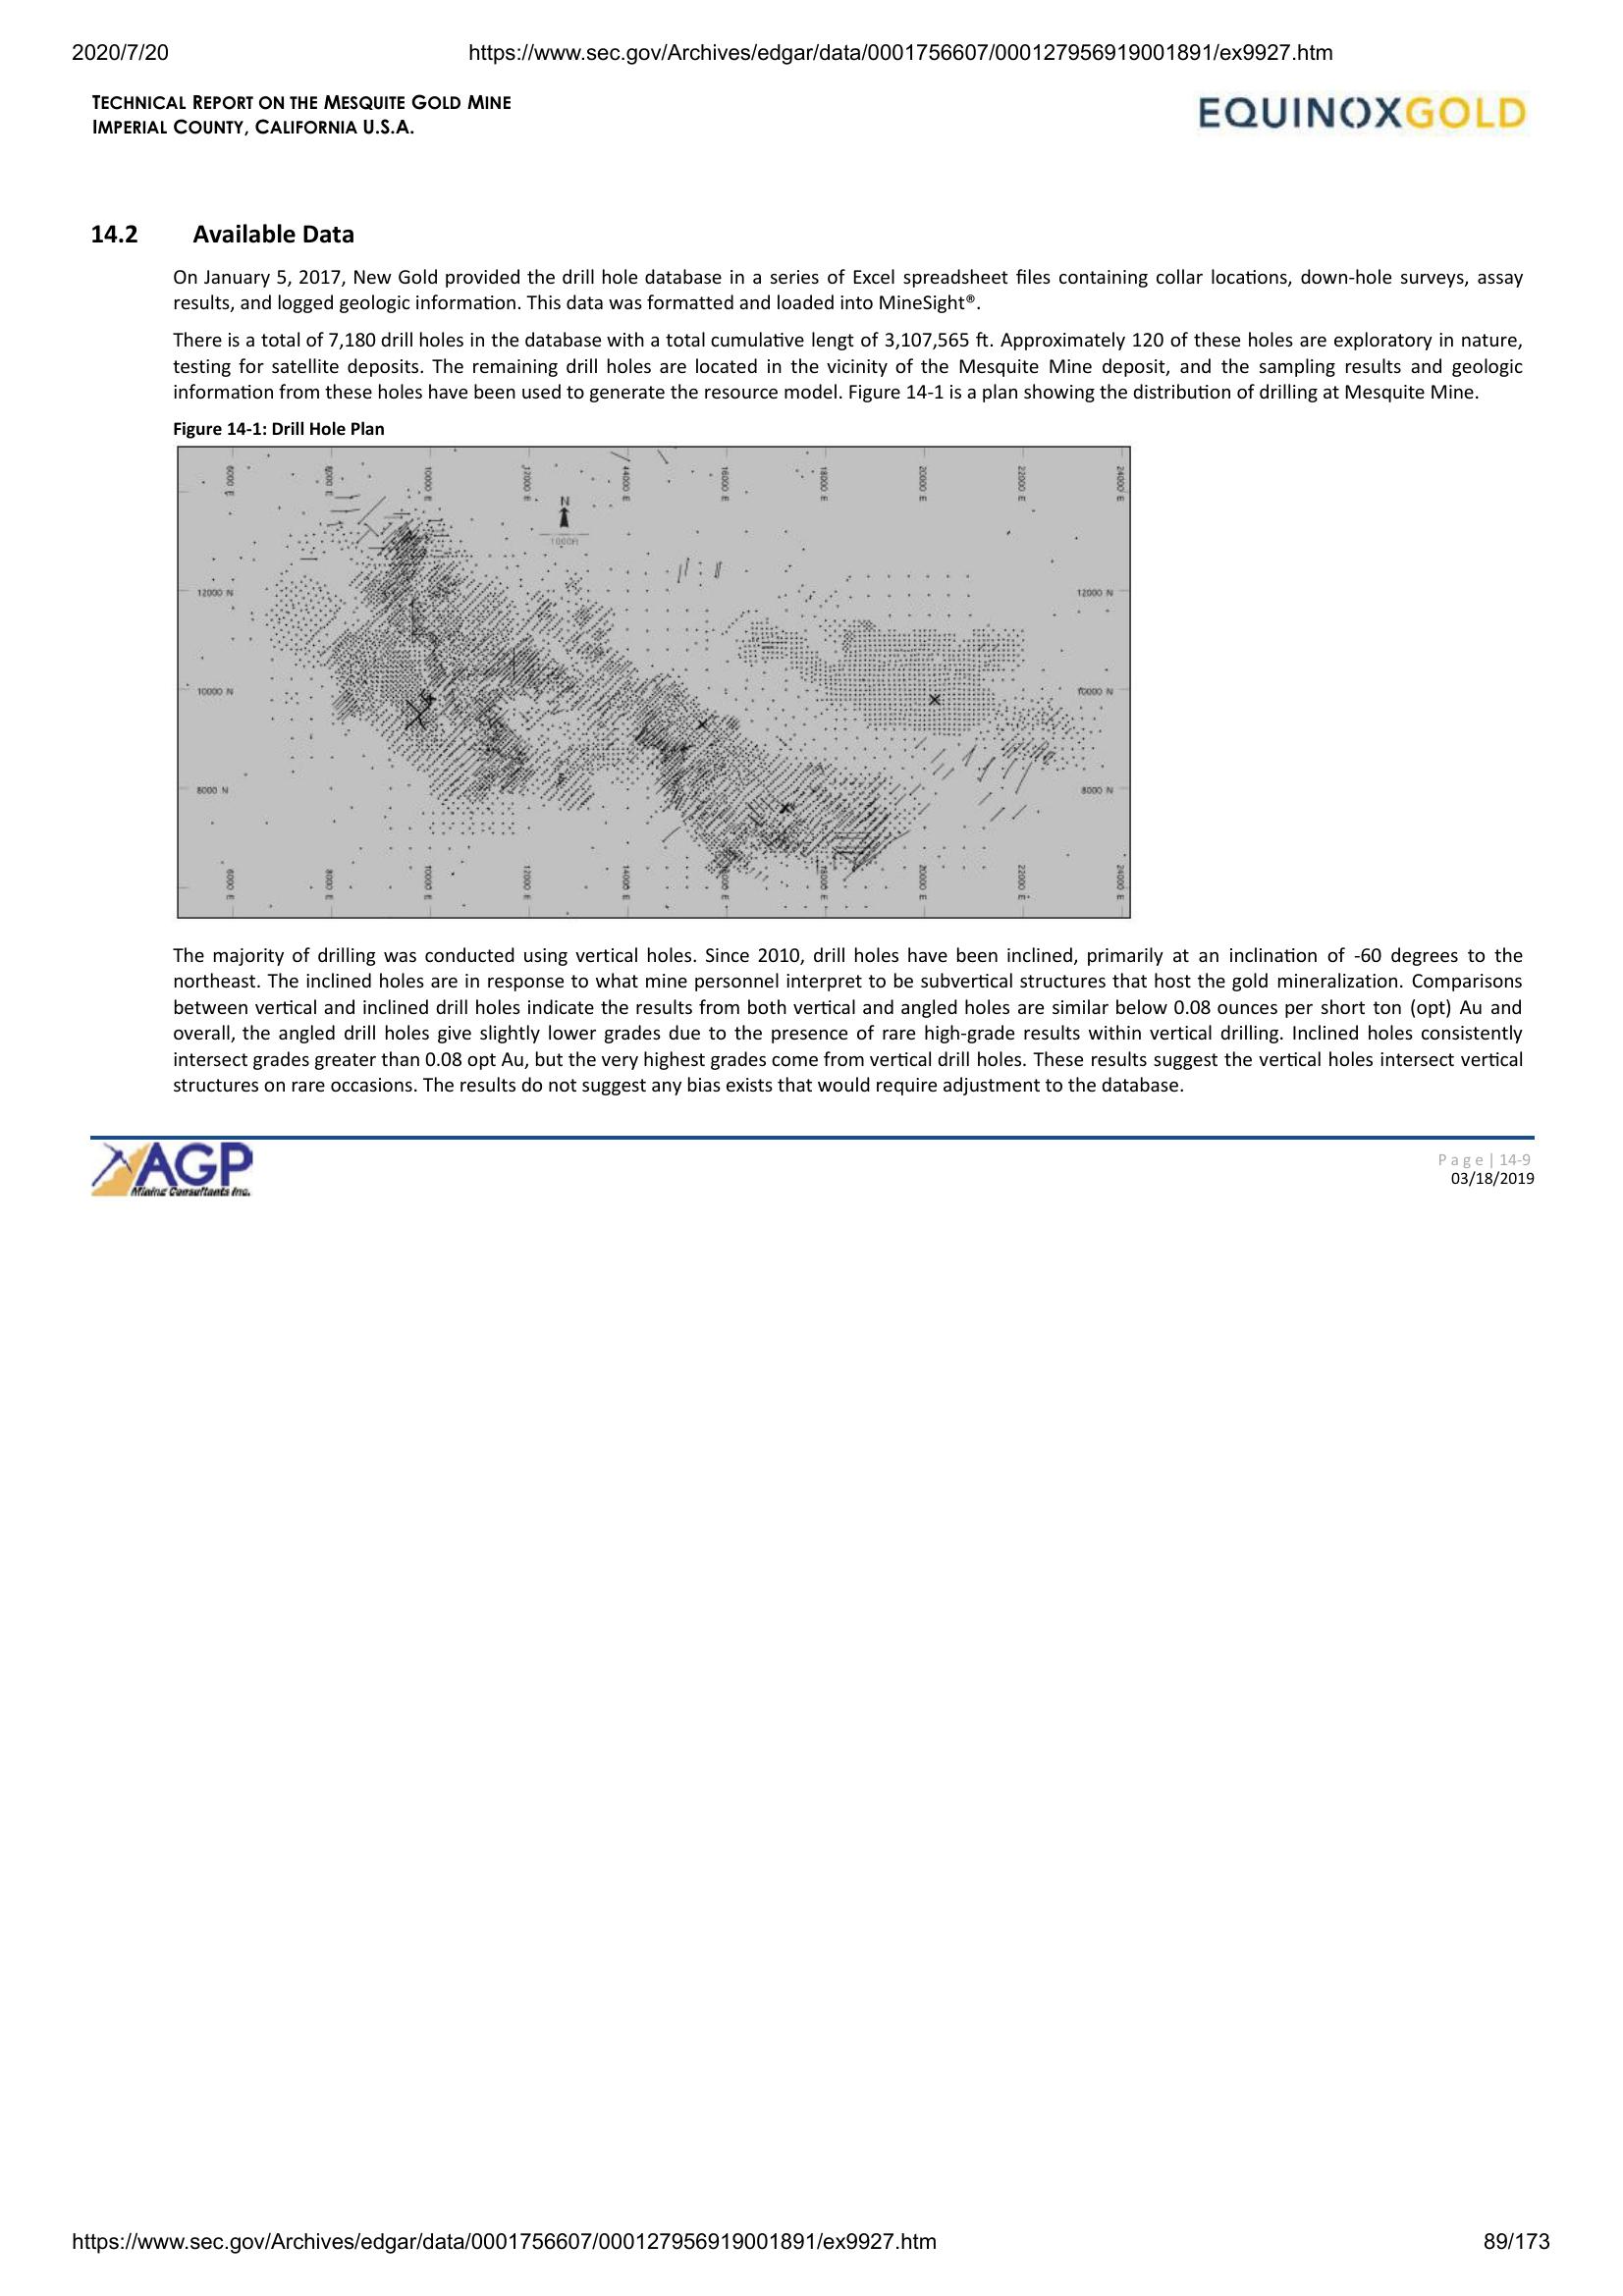 2020/7/20 https://www.sec.gov/Archives/edgar/data/0001756607/000127956919001891/ex9927.htm
TECHNICAL REPORT ON THE MESQUITE GOLD MINE
IMPERIAL COUNTY, CALIFORNIA U.S.A.
EQUINOXGOLD
14.2 Available Data
On January 5, 2017, New Gold provided the drill hole database in a series of Excel spreadsheet files containing collar locations, down-hole surveys, assay
results, and logged geologic information. This data was formatted and loaded into MineSight®.
There is a total of 7,180 drill holes in the database with a total cumulative lengt of 3,107,565 ft. Approximately 120 of these holes are exploratory in nature,
testing for satellite deposits. The remaining drill holes are located in the vicinity of the Mesquite Mine deposit, and the sampling results and geologic
information from these holes have been used to generate the resource model. Figure 14-1 is a plan showing the distribution of drilling at Mesquite Mine.
Figure 14-1: Drill Hole Plan
6000 E 8000 E 10000 E 12000 E 14000 E 16000 E 18000 E 20000 E 22000 E 24000 E
N
1000ft
12000 N 12000 N
10000 N 10000 N
8000 N 8000 N
6000 E 8000 E 10000 E 12000 E 14000 E 16000 E 18000 E 20000 E 22000 E 24000 E
The majority of drilling was conducted using vertical holes. Since 2010, drill holes have been inclined, primarily at an inclination of -60 degrees to the
northeast. The inclined holes are in response to what mine personnel interpret to be subvertical structures that host the gold mineralization. Comparisons
between vertical and inclined drill holes indicate the results from both vertical and angled holes are similar below 0.08 ounces per short ton (opt) Au and
overall, the angled drill holes give slightly lower grades due to the presence of rare high-grade results within vertical drilling. Inclined holes consistently
intersect grades greater than 0.08 opt Au, but the very highest grades come from vertical drill holes. These results suggest the vertical holes intersect vertical
structures on rare occasions. The results do not suggest any bias exists that would require adjustment to the database.
AGP
Mining Consultants Inc.
Page | 14-9
03/18/2019
https://www.sec.gov/Archives/edgar/data/0001756607/000127956919001891/ex9927.htm 89/173